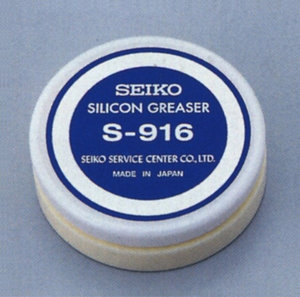 SEIKO
SILICON GREASER
S-916
SEIKO SERVICE CENTER CO., LTD.
MADE IN JAPAN